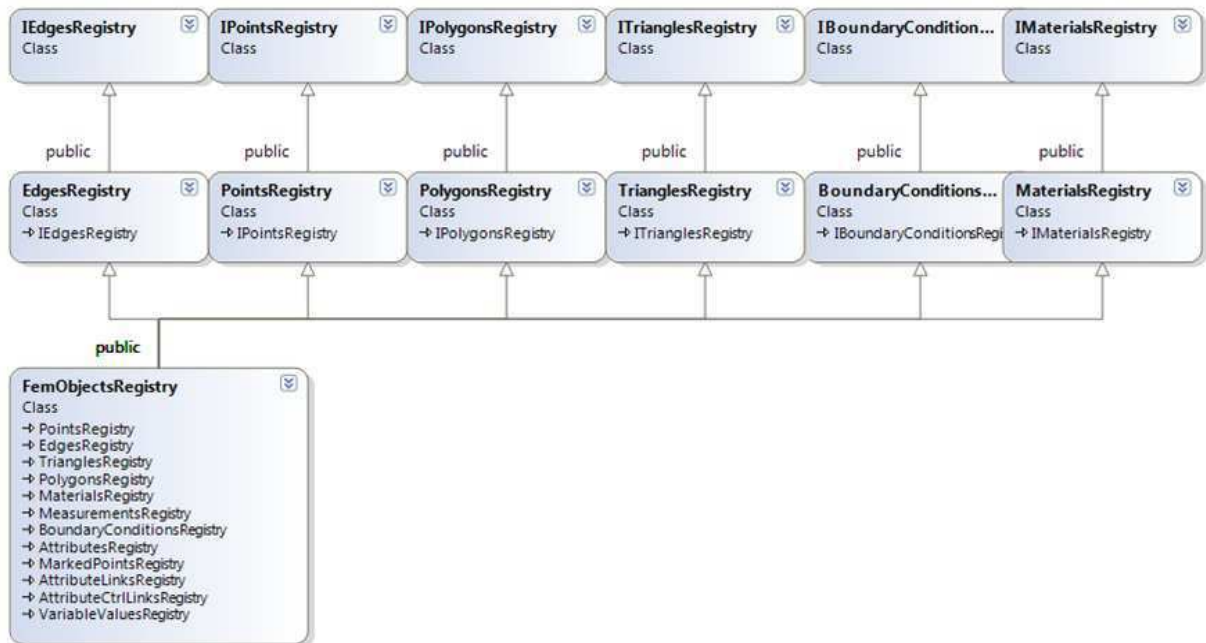 IEdgesRegistry
Class
IPointsRegistry
Class
IPolygonsRegistry
Class
ITrianglesRegistry
Class
IBoundaryCondition...
Class
IMaterialsRegistry
Class
public
public
public
public
public
public
EdgesRegistry
Class
IEdgesRegistry
PointsRegistry
Class
IPointsRegistry
PolygonsRegistry
Class
IPolygonsRegistry
TrianglesRegistry
Class
ITrianglesRegistry
BoundaryConditions...
Class
IBoundaryConditionsRegi
MaterialsRegistry
Class
IMaterialsRegistry
public
FemObjectsRegistry
Class
PointsRegistry
EdgesRegistry
TrianglesRegistry
PolygonsRegistry
MaterialsRegistry
MeasurementsRegistry
BoundaryConditionsRegistry
AttributesRegistry
MarkedPointsRegistry
AttributeLinksRegistry
AttributeCtrlLinksRegistry
VariableValuesRegistry